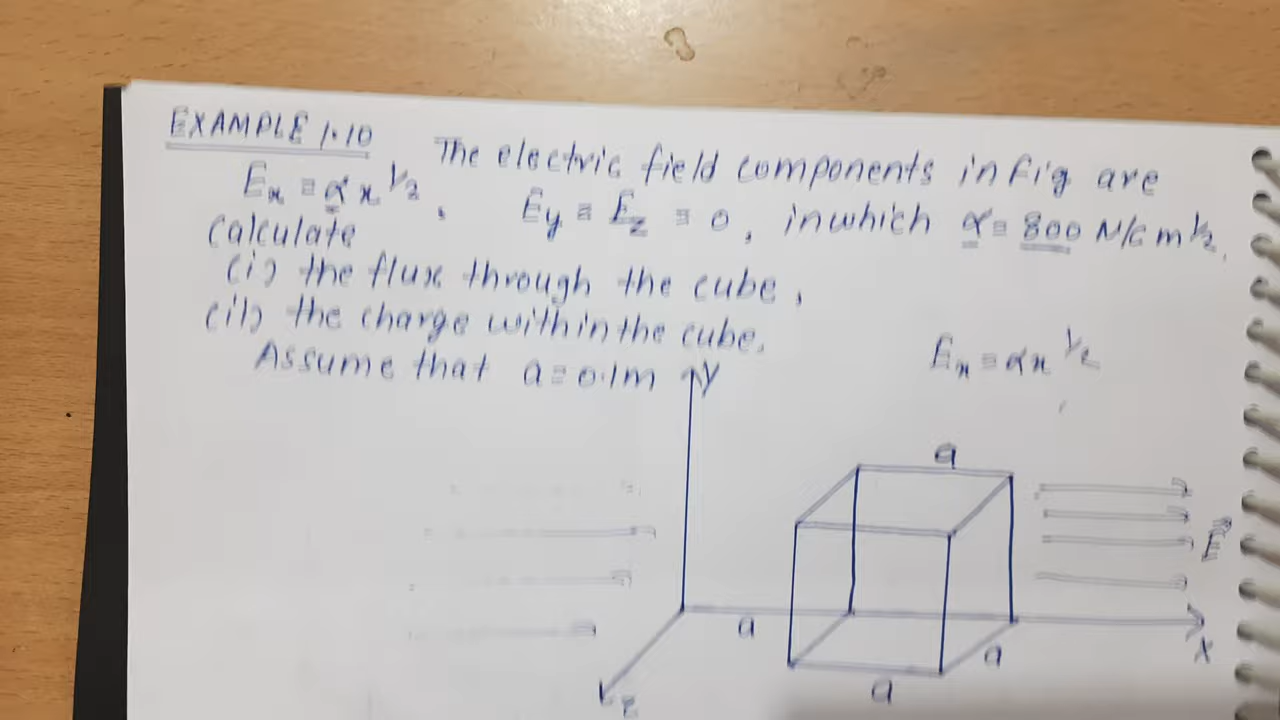 EXAMPLE 1.10
The electric field components in fig are
Eₓ = αx^1/2, Ey = Ez = 0, in which α = 800 N/C m^1/2.
calculate
(i) the flux through the cube,
(ii) the charge within the cube.
Assume that a = 0.1m
Eₓ = αx^1/2
Y
a
E
a
a
X
a
Z